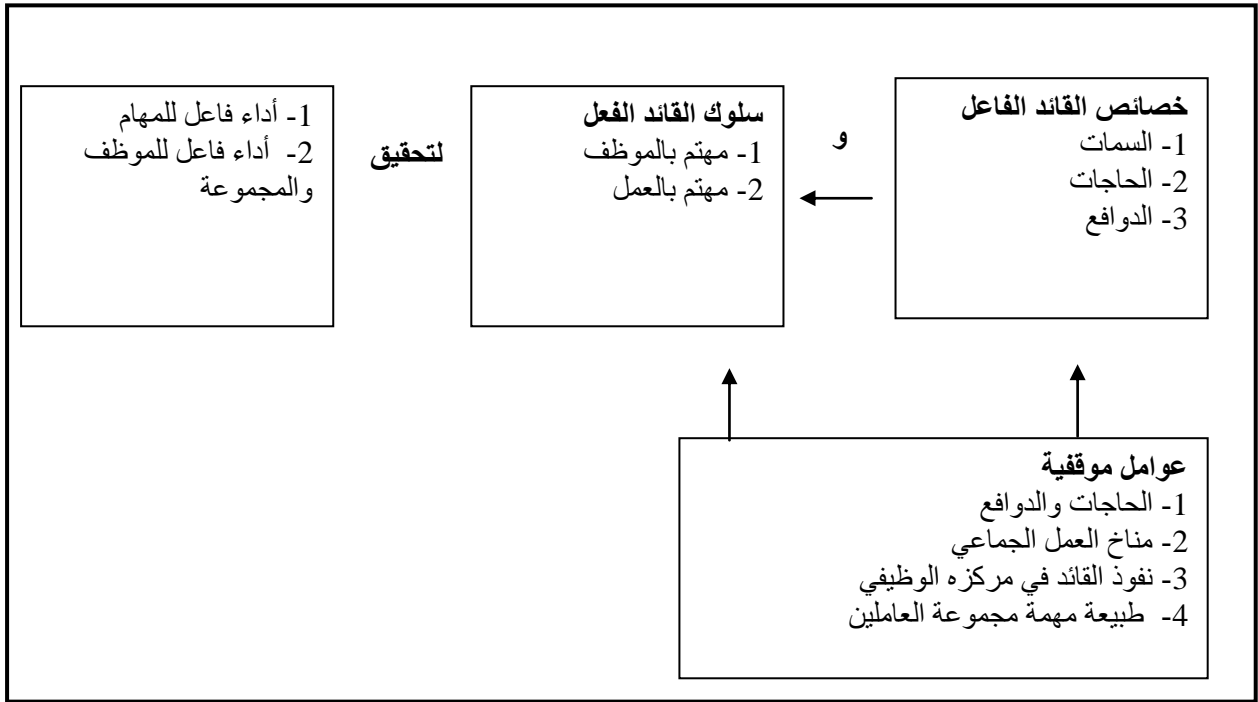 خصائص القائد الفاعل
1- السمات
2- الحاجات
3- الدوافع
و
سلوك القائد الفعل
1- مهتم بالموظف
2- مهتم بالعمل
لتحقيق
1- أداء فاعل للمهام
2- أداء فاعل للموظف
والمجموعة
عوامل موقفية
1- الحاجات والدوافع
2- مناخ العمل الجماعي
3- نفوذ القائد في مركزه الوظيفي
4- طبيعة مهمة مجموعة العاملين